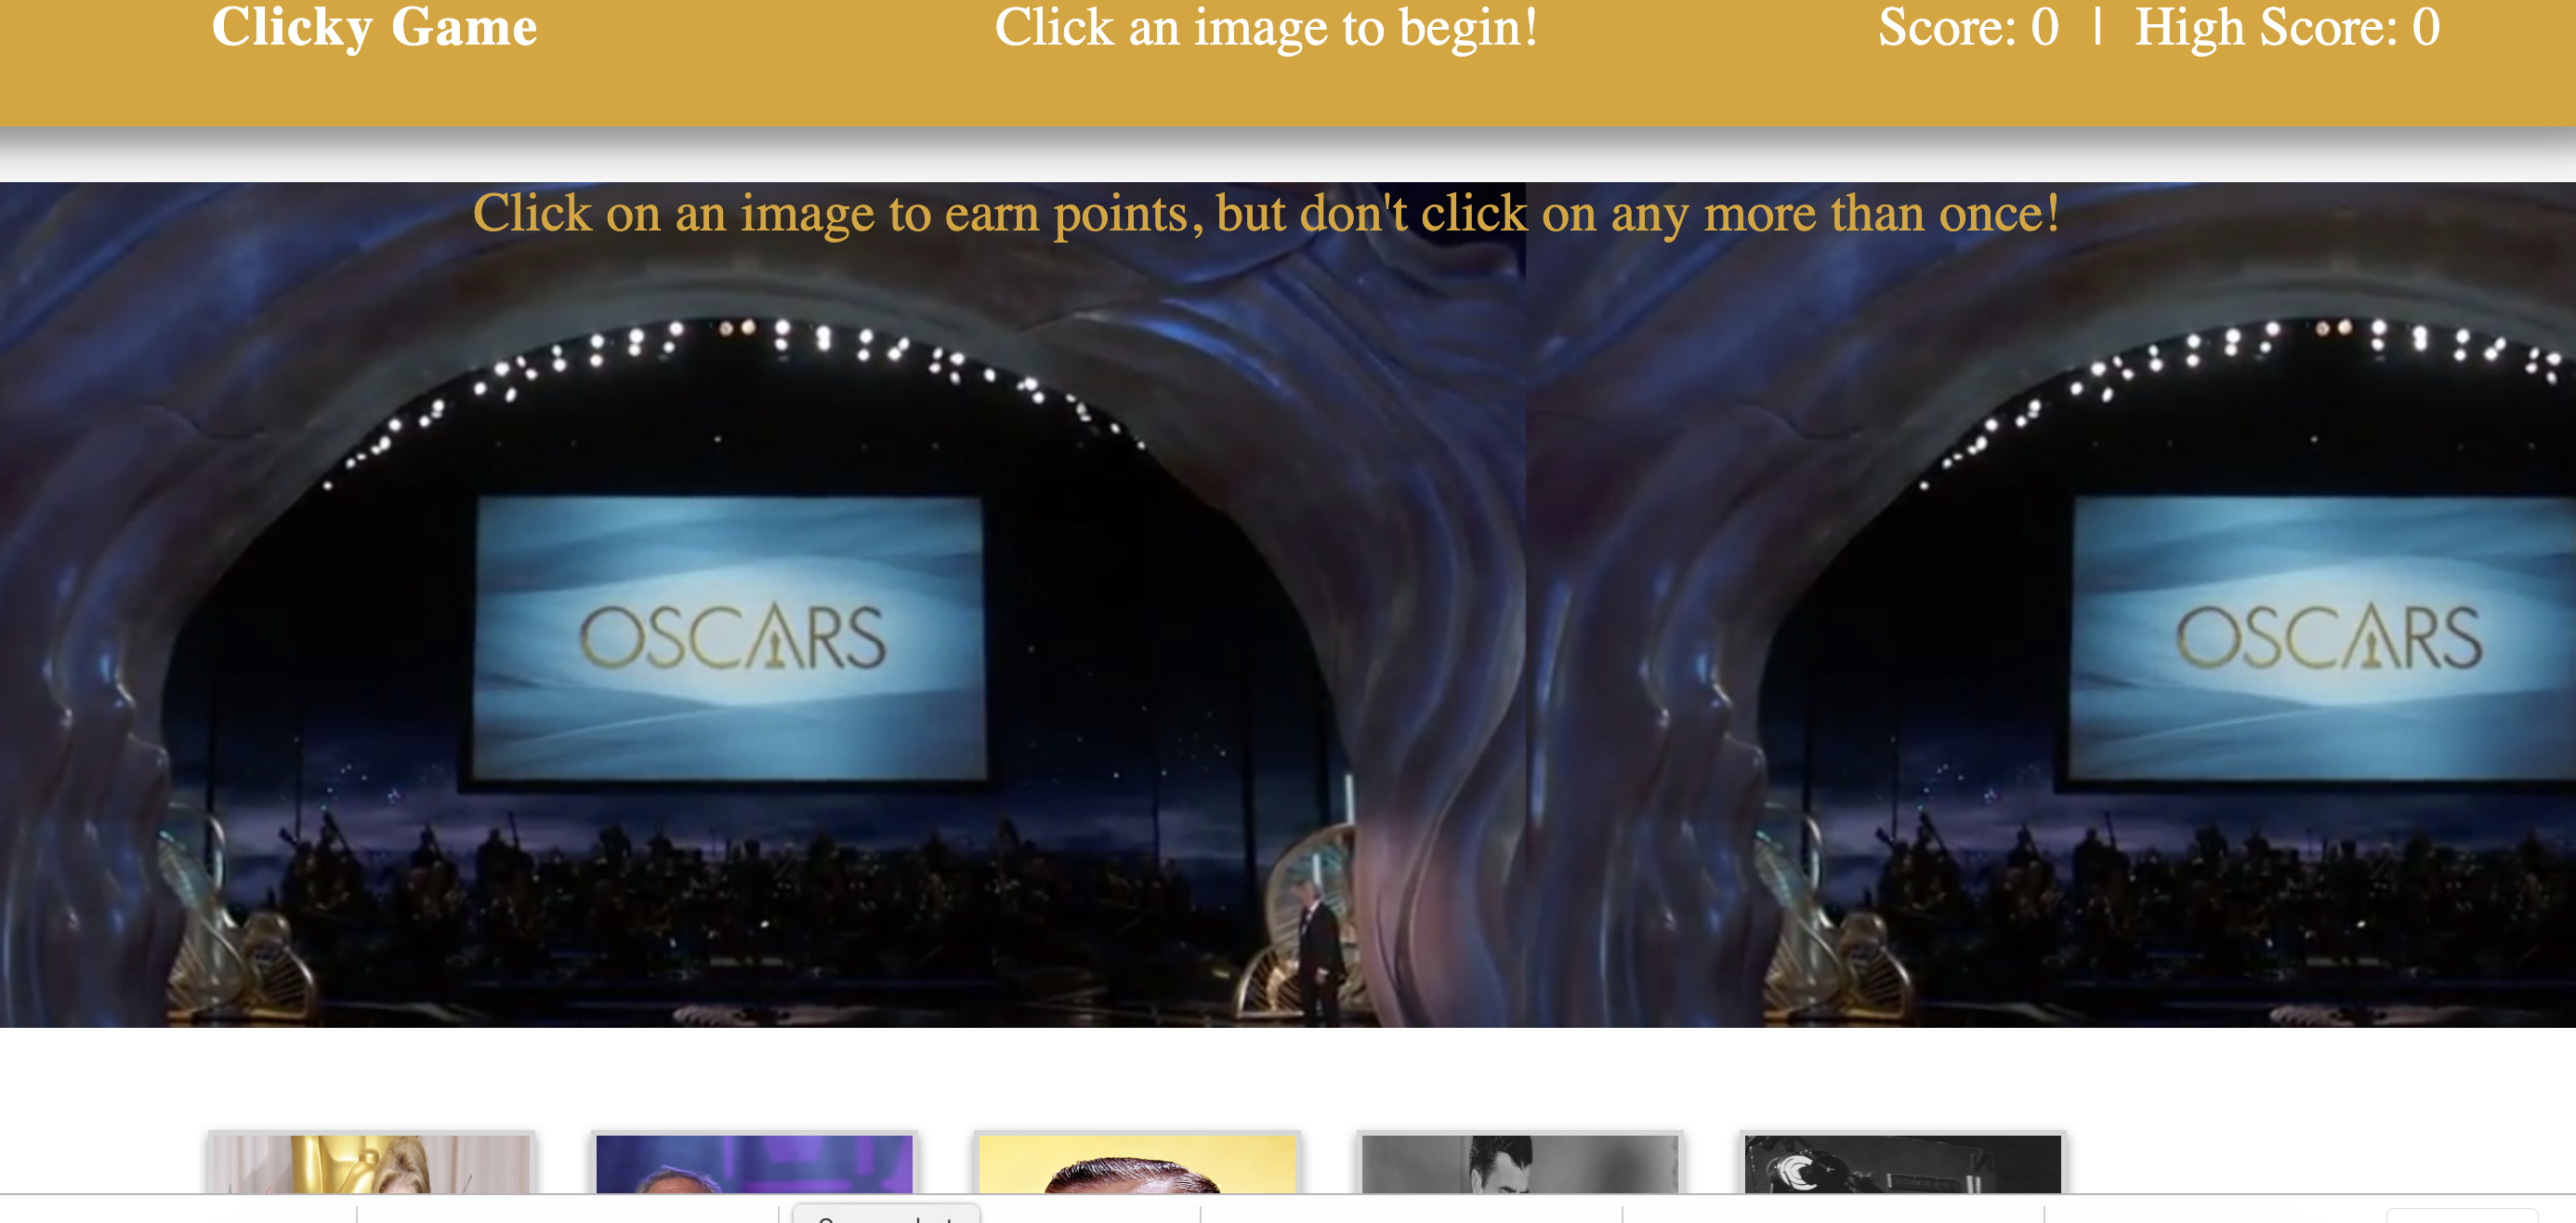 Clicky Game
Click an image to begin!
Score: 0 | High Score: 0
Click on an image to earn points, but don't click on any more than once!
OSCARS
OSCARS